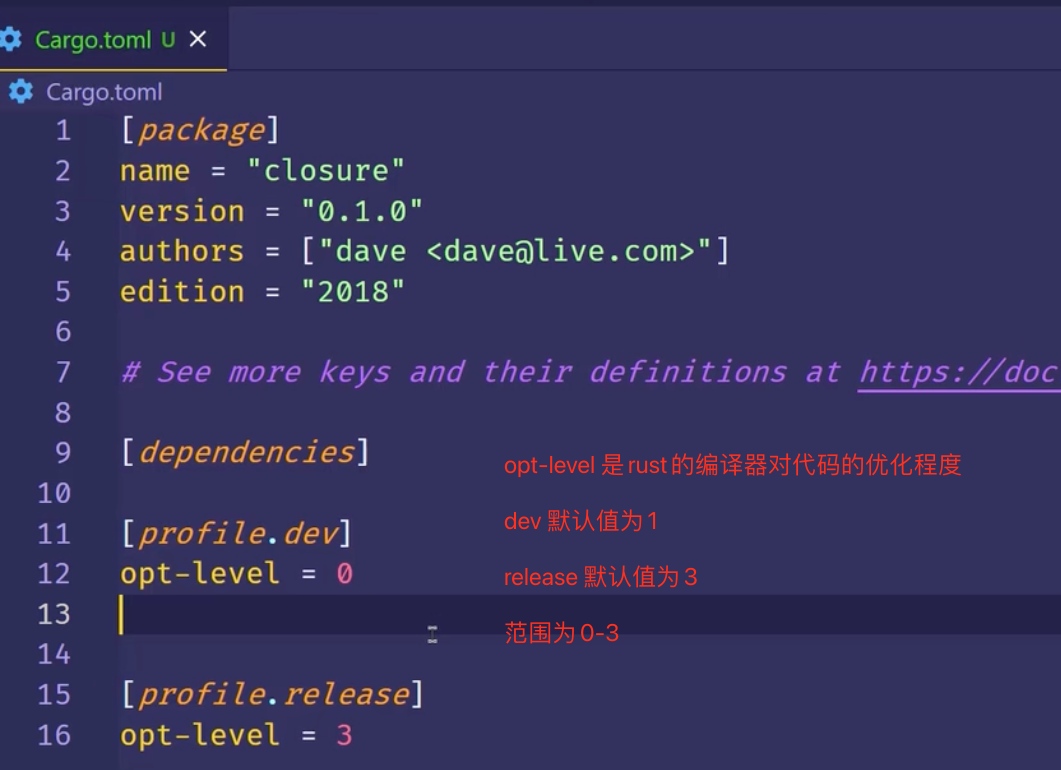 Cargo.toml U ×
Cargo.toml
1 [package]
2 name = "closure"
3 version = "0.1.0"
4 authors = ["dave <dave@live.com>"]
5 edition = "2018"
6
7 # See more keys and their definitions at https://doc
8
9 [dependencies]
opt-level 是rust的编译器对代码的优化程度
10
dev 默认值为1
11 [profile.dev]
12 opt-level = 0
release 默认值为3
13
范围为0-3
14
15 [profile.release]
16 opt-level = 3